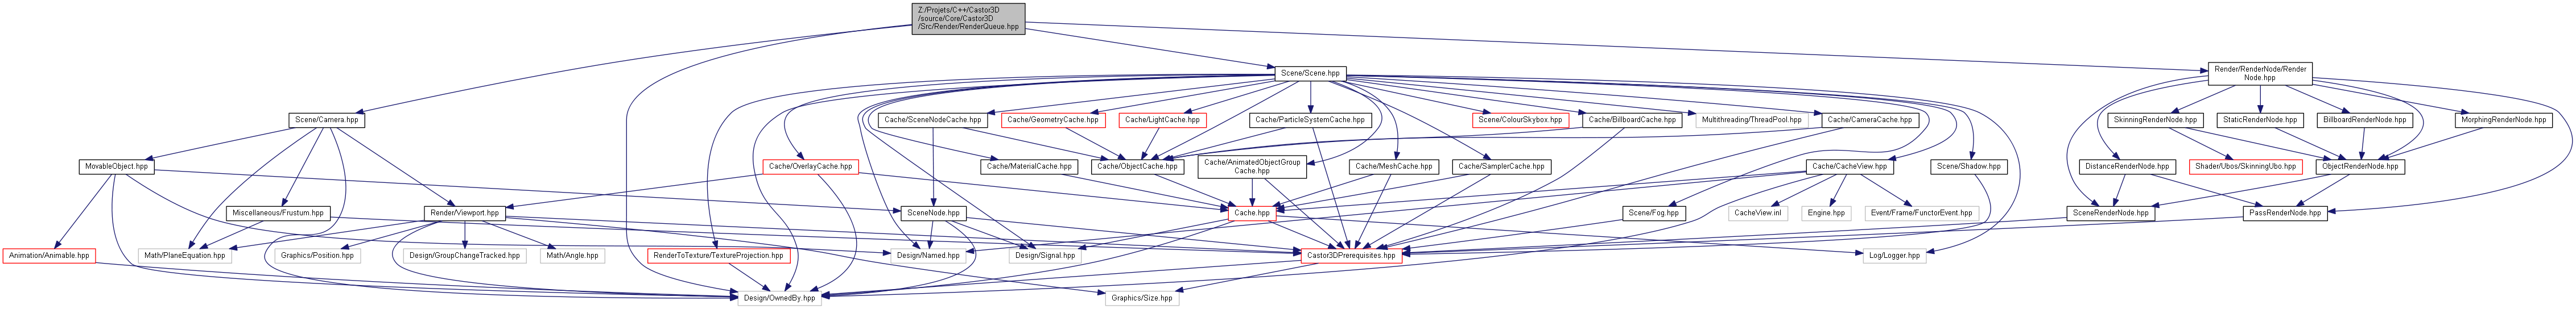 Z:/Projets/C++/Castor3D
/source/Core/Castor3D
/Src/Render/RenderQueue.hpp
Scene/Scene.hpp
Render/RenderNode/Render
Node.hpp
Scene/Camera.hpp
Cache/SceneNodeCache.hpp
Cache/GeometryCache.hpp
Cache/LightCache.hpp
Cache/ParticleSystemCache.hpp
Scene/ColourSkybox.hpp
Cache/BillboardCache.hpp
Multithreading/ThreadPool.hpp
Cache/CameraCache.hpp
SkinningRenderNode.hpp
StaticRenderNode.hpp
BillboardRenderNode.hpp
MorphingRenderNode.hpp
MovableObject.hpp
Cache/OverlayCache.hpp
Cache/MaterialCache.hpp
Cache/ObjectCache.hpp
Cache/AnimatedObjectGroup
Cache.hpp
Cache/MeshCache.hpp
Cache/SamplerCache.hpp
Cache/CacheView.hpp
Scene/Shadow.hpp
DistanceRenderNode.hpp
Shader/Ubos/SkinningUbo.hpp
ObjectRenderNode.hpp
Miscellaneous/Frustum.hpp
Render/Viewport.hpp
SceneNode.hpp
Cache.hpp
Scene/Fog.hpp
CacheView.inl
Engine.hpp
Event/Frame/FunctorEvent.hpp
SceneRenderNode.hpp
PassRenderNode.hpp
Animation/Animable.hpp
Math/PlaneEquation.hpp
Graphics/Position.hpp
Design/GroupChangeTracked.hpp
Math/Angle.hpp
RenderToTexture/TextureProjection.hpp
Design/Named.hpp
Design/Signal.hpp
Castor3DPrerequisites.hpp
Log/Logger.hpp
Design/OwnedBy.hpp
Graphics/Size.hpp